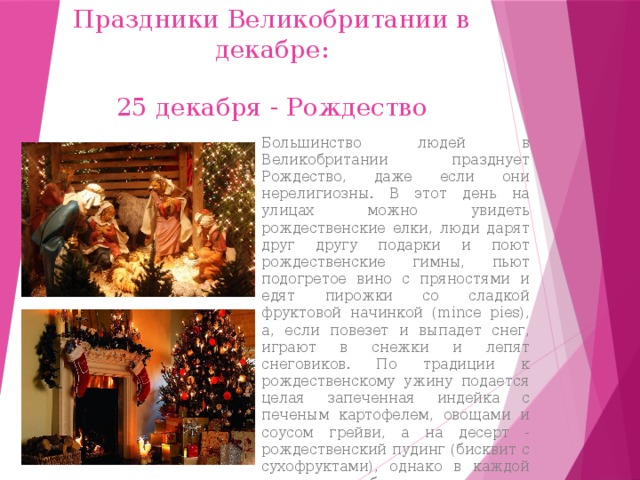 Праздники Великобритании в
декабре:
25 декабря - Рождество
Большинство людей в
Великобритании празднует
Рождество, даже если они
нерелигиозны. В этот день на
улицах можно увидеть
рождественские елки, люди дарят
друг другу подарки и поют
рождественские гимны, пьют
подогретое вино с пряностями и
едят пирожки со сладкой
фруктовой начинкой (mince pies),
а, если повезет и выпадет снег,
играют в снежки и лепят
снеговиков. По традиции к
рождественскому ужину подается
целая запеченная индейка с
печеным картофелем, овощами и
соусом грейви, а на десерт -
рождественский пудинг (бисквит с
сухофруктами), однако в каждой